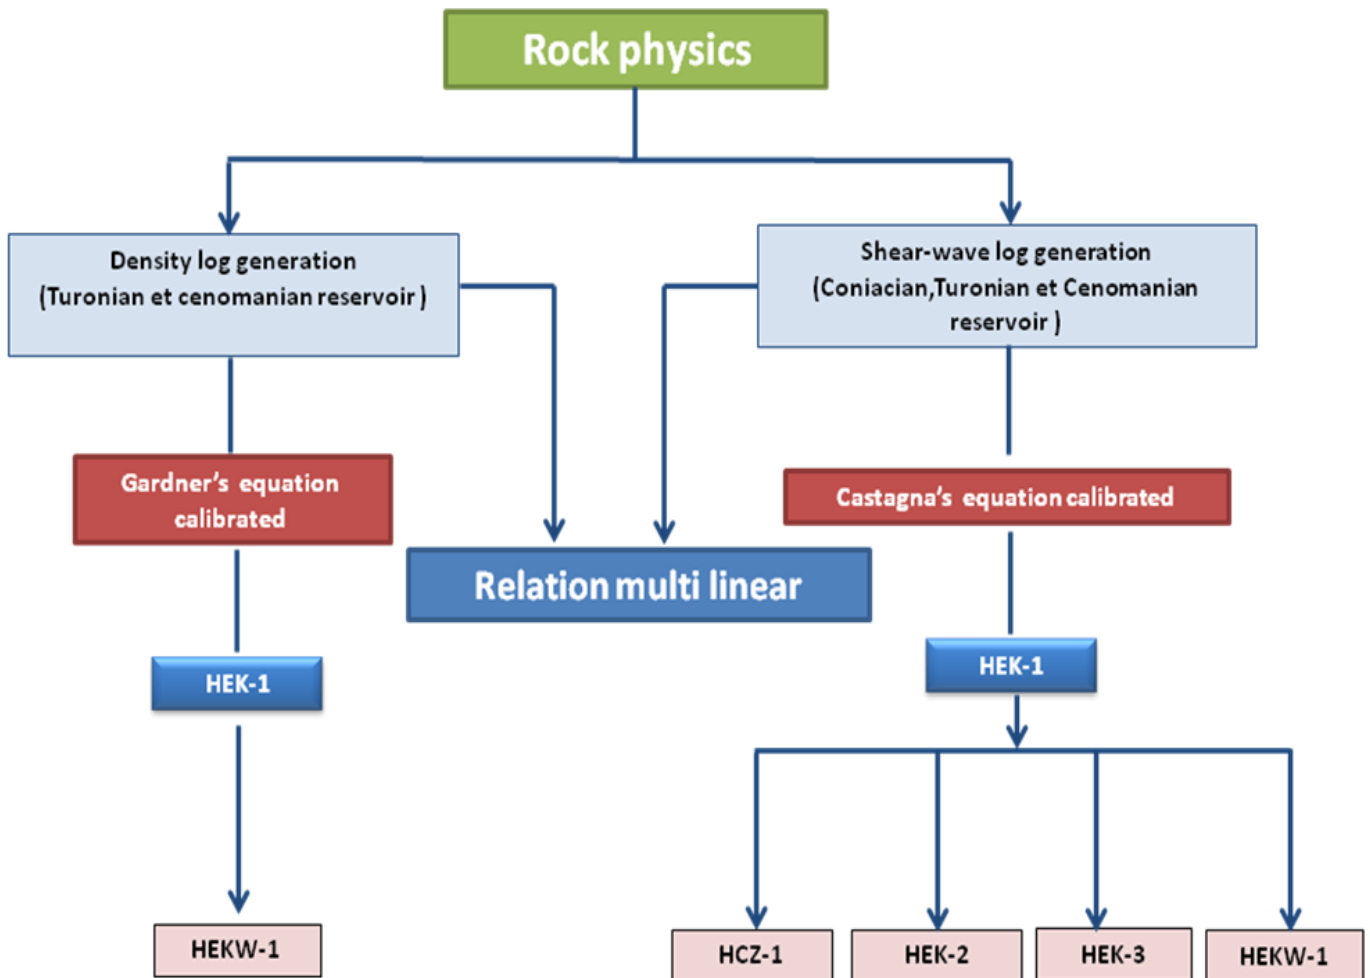 Rock physics
Density log generation
(Turonian et cenomanian reservoir )
Shear-wave log generation
(Coniacian,Turonian et Cenomanian
reservoir )
Gardner's equation
calibrated
Castagna's equation calibrated
Relation multi linear
HEK-1
HEK-1
HEKW-1
HCZ-1
HEK-2
HEK-3
HEKW-1